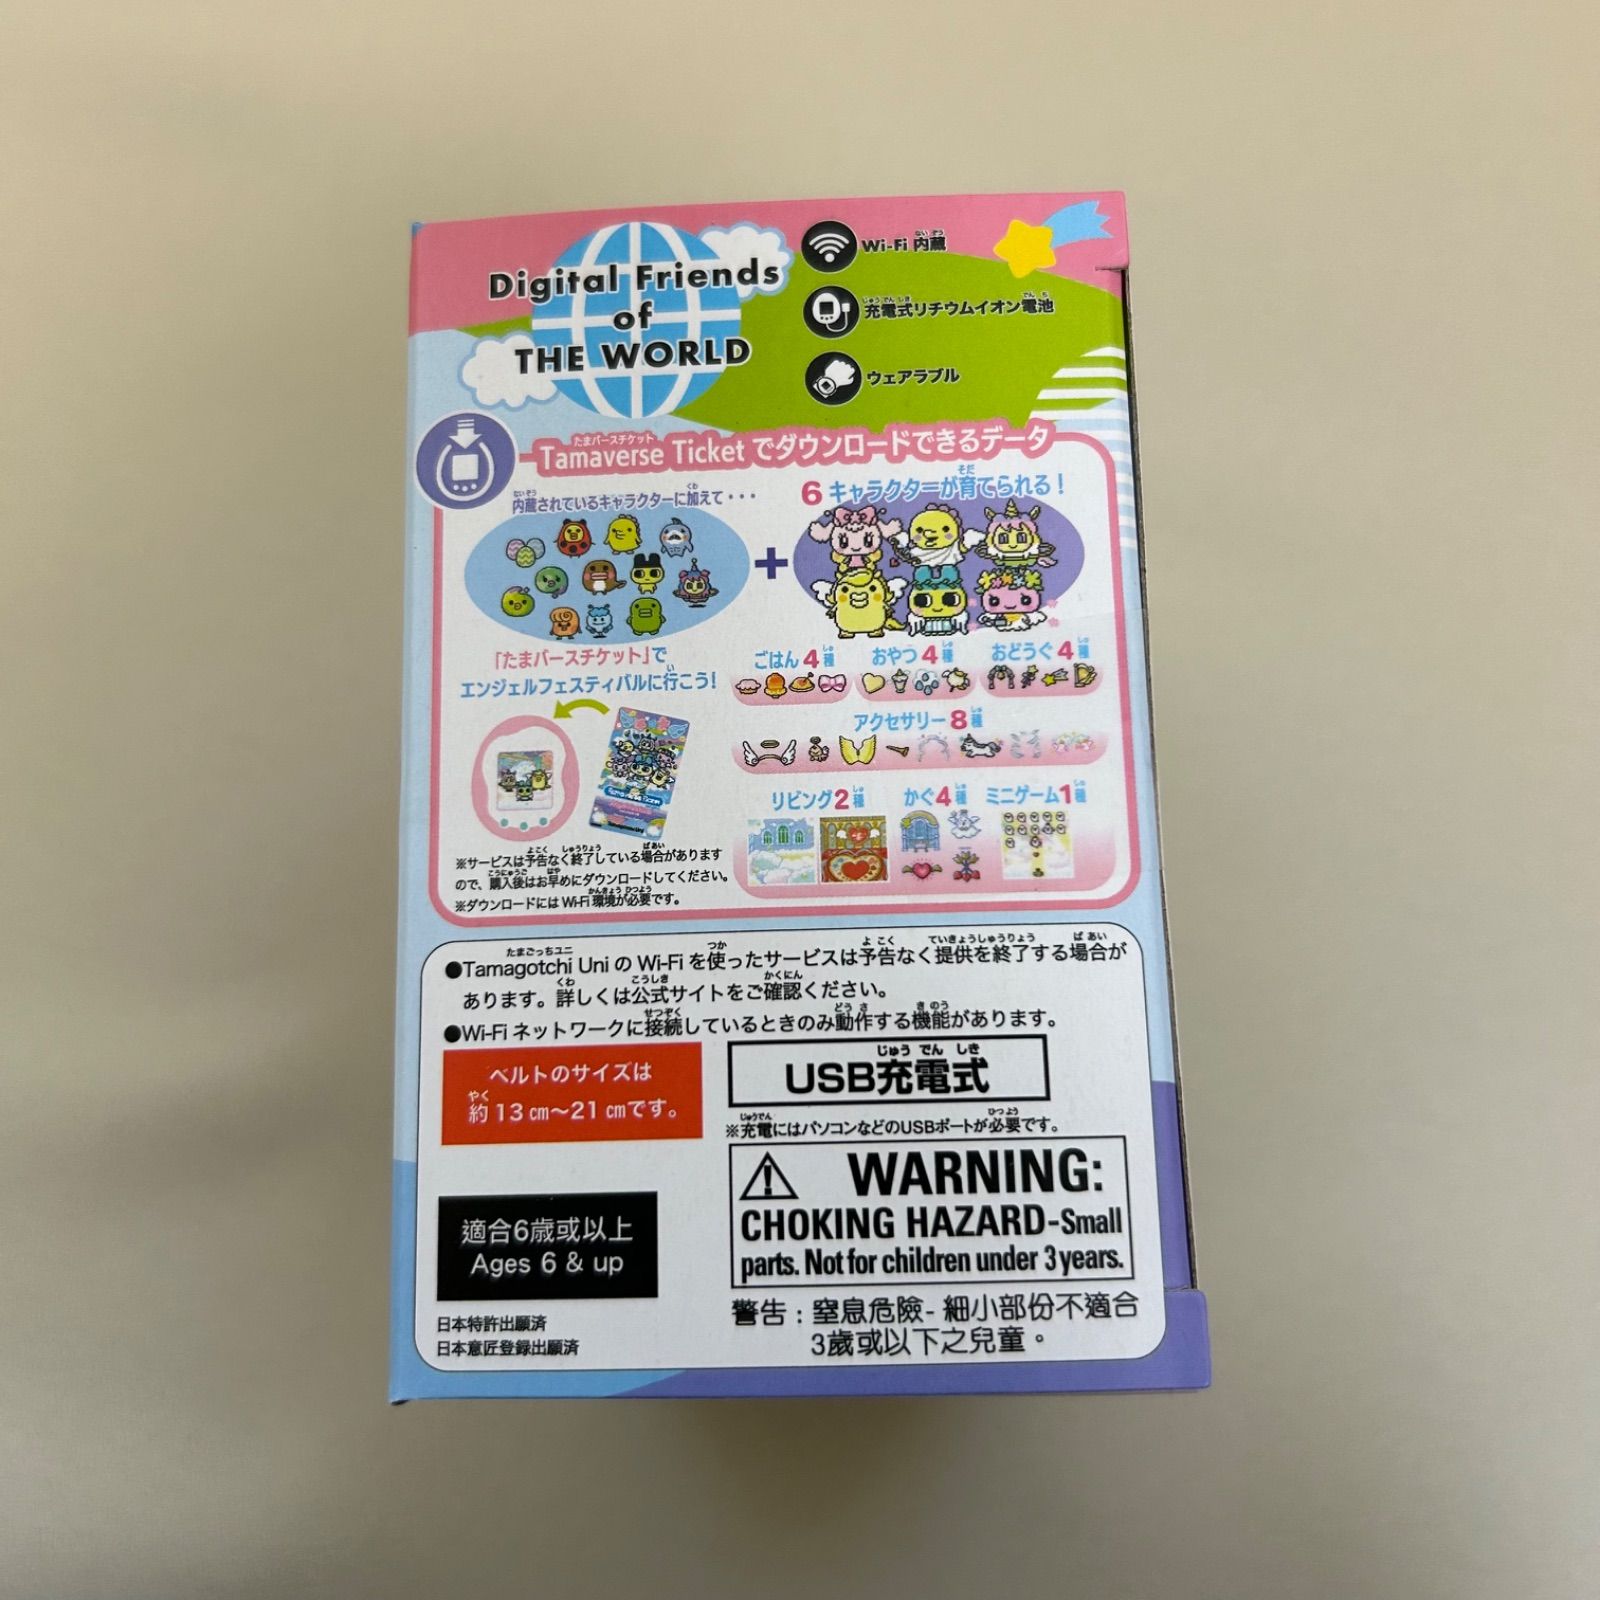 Digital Friends
of
THE WORLD
Wi-Fi 内蔵
充電式リチウムイオン電池
ウェアラブル
Tamaverse Ticket でダウンロードできるデータ
内蔵されているキャラクターに加えて・・・
6 キャラクターが育てられる！
+
「たまバースチケット」で
エンジェルフェスティバルに行こう！
ごはん 4種
おやつ 4種
おどうぐ 4種
アクセサリー 8種
リビング2種
かぐ4種
ミニゲーム1種
Tamaverse Ticket
※サービスは予告なく終了している場合があります
ので、購入後はお早めにダウンロードしてください。
※ダウンロードには Wi-Fi 環境が必要です。
●Tamagotchi Uni の Wi-Fi を使ったサービスは予告なく提供を終了する場合が
あります。詳しくは公式サイトをご確認ください。
●Wi-Fi ネットワークに接続しているときのみ動作する機能があります。
ベルトのサイズは
約 13 cm〜21 cmです。
USB充電式
※充電にはパソコンなどのUSBポートが必要です。
適合6歳或以上
Ages 6 & up
WARNING:
CHOKING HAZARD-Small
parts. Not for children under 3 years.
警告：窒息危險- 細小部份不適合
3歲或以下之兒童。
日本特許出願済
日本意匠登録出願済